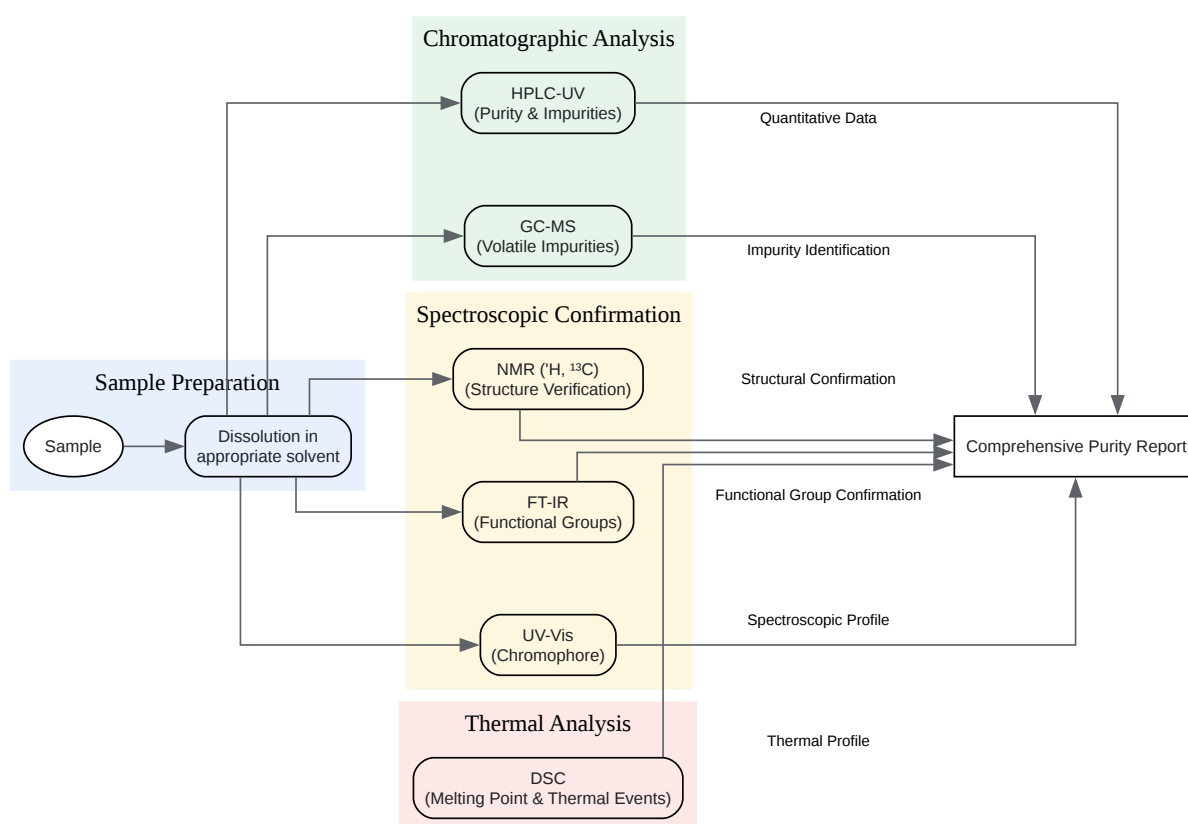 Chromatographic Analysis
HPLC-UV
(Purity & Impurities)
Quantitative Data
GC-MS
(Volatile Impurities)
Impurity Identification
Spectroscopic Confirmation
NMR ('H, ¹³C)
(Structure Verification)
Structural Confirmation
Sample Preparation
Sample
Dissolution in
appropriate solvent
Comprehensive Purity Report
FT-IR
(Functional Groups)
Functional Group Confirmation
UV-Vis
(Chromophore)
Spectroscopic Profile
Thermal Analysis
Thermal Profile
DSC
(Melting Point & Thermal Events)